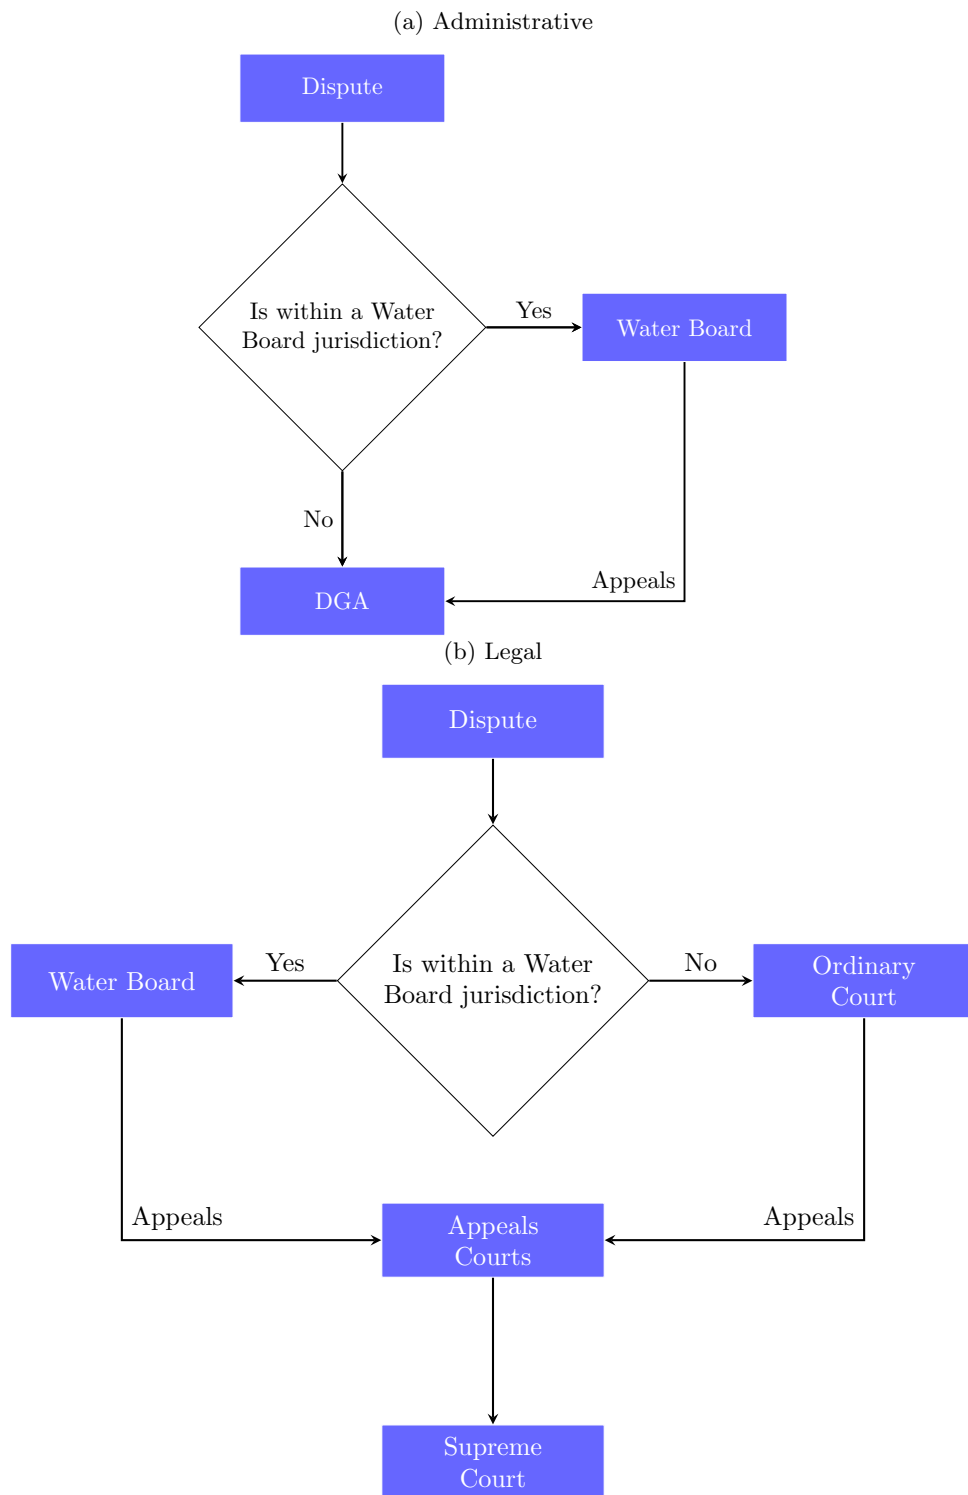 (a) Administrative
Dispute
Is within a Water
Board jurisdiction?
Yes
Water Board
No
Appeals
DGA
(b) Legal
Dispute
Water Board
Yes
Is within a Water
Board jurisdiction?
No
Ordinary
Court
Appeals
Appeals
Courts
Appeals
Supreme
Court